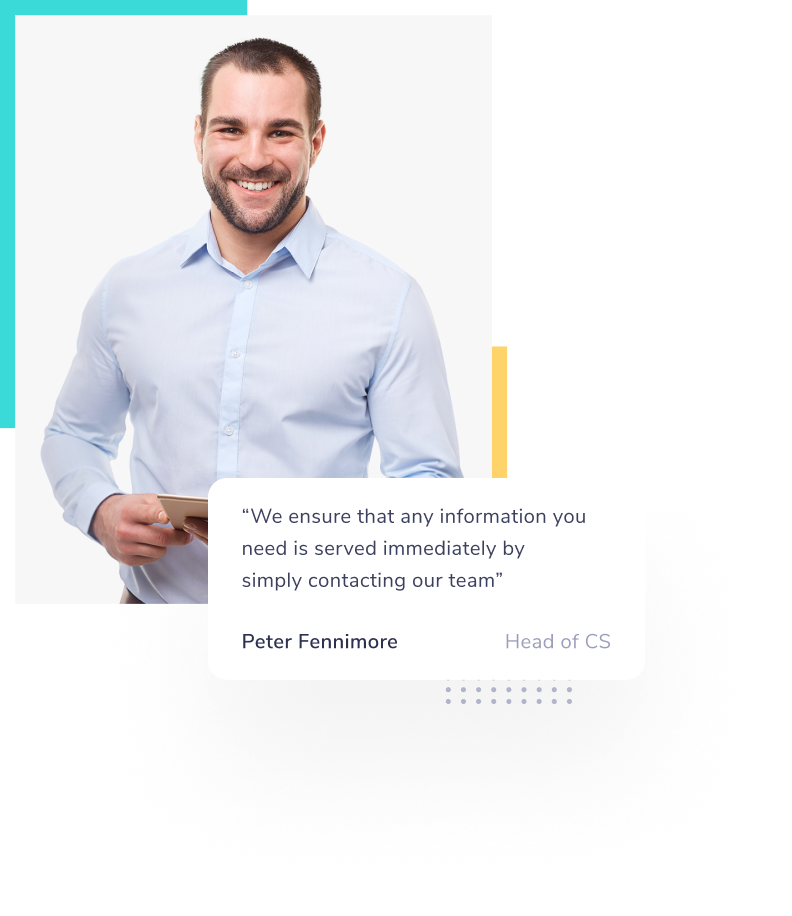 “We ensure that any information you
need is served immediately by
simply contacting our team”
Peter Fennimore Head of CS